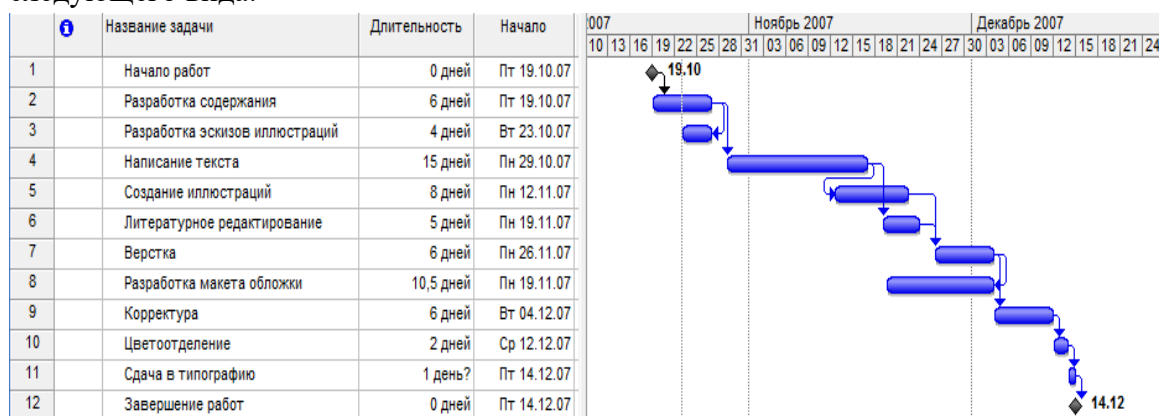 следующего вида.
Название задачи Длительность Начало 2007 Ноябрь 2007 Декабрь 2007
10 13 16 19 22 25 28 31 03 06 09 12 15 18 21 24 27 30 03 06 09 12 15 18 21 24
1 Начало работ 0 дней Пт 19.10.07 19.10
2 Разработка содержания 6 дней Пт 19.10.07
3 Разработка эскизов иллюстраций 4 дней Вт 23.10.07
4 Написание текста 15 дней Пн 29.10.07
5 Создание иллюстраций 8 дней Пн 12.11.07
6 Литературное редактирование 5 дней Пн 19.11.07
7 Верстка 6 дней Пн 26.11.07
8 Разработка макета обложки 10,5 дней Пн 19.11.07
9 Корректура 6 дней Вт 04.12.07
10 Цветоотделение 2 дней Ср 12.12.07
11 Сдача в типографию 1 день? Пт 14.12.07
12 Завершение работ 0 дней Пт 14.12.07 14.12